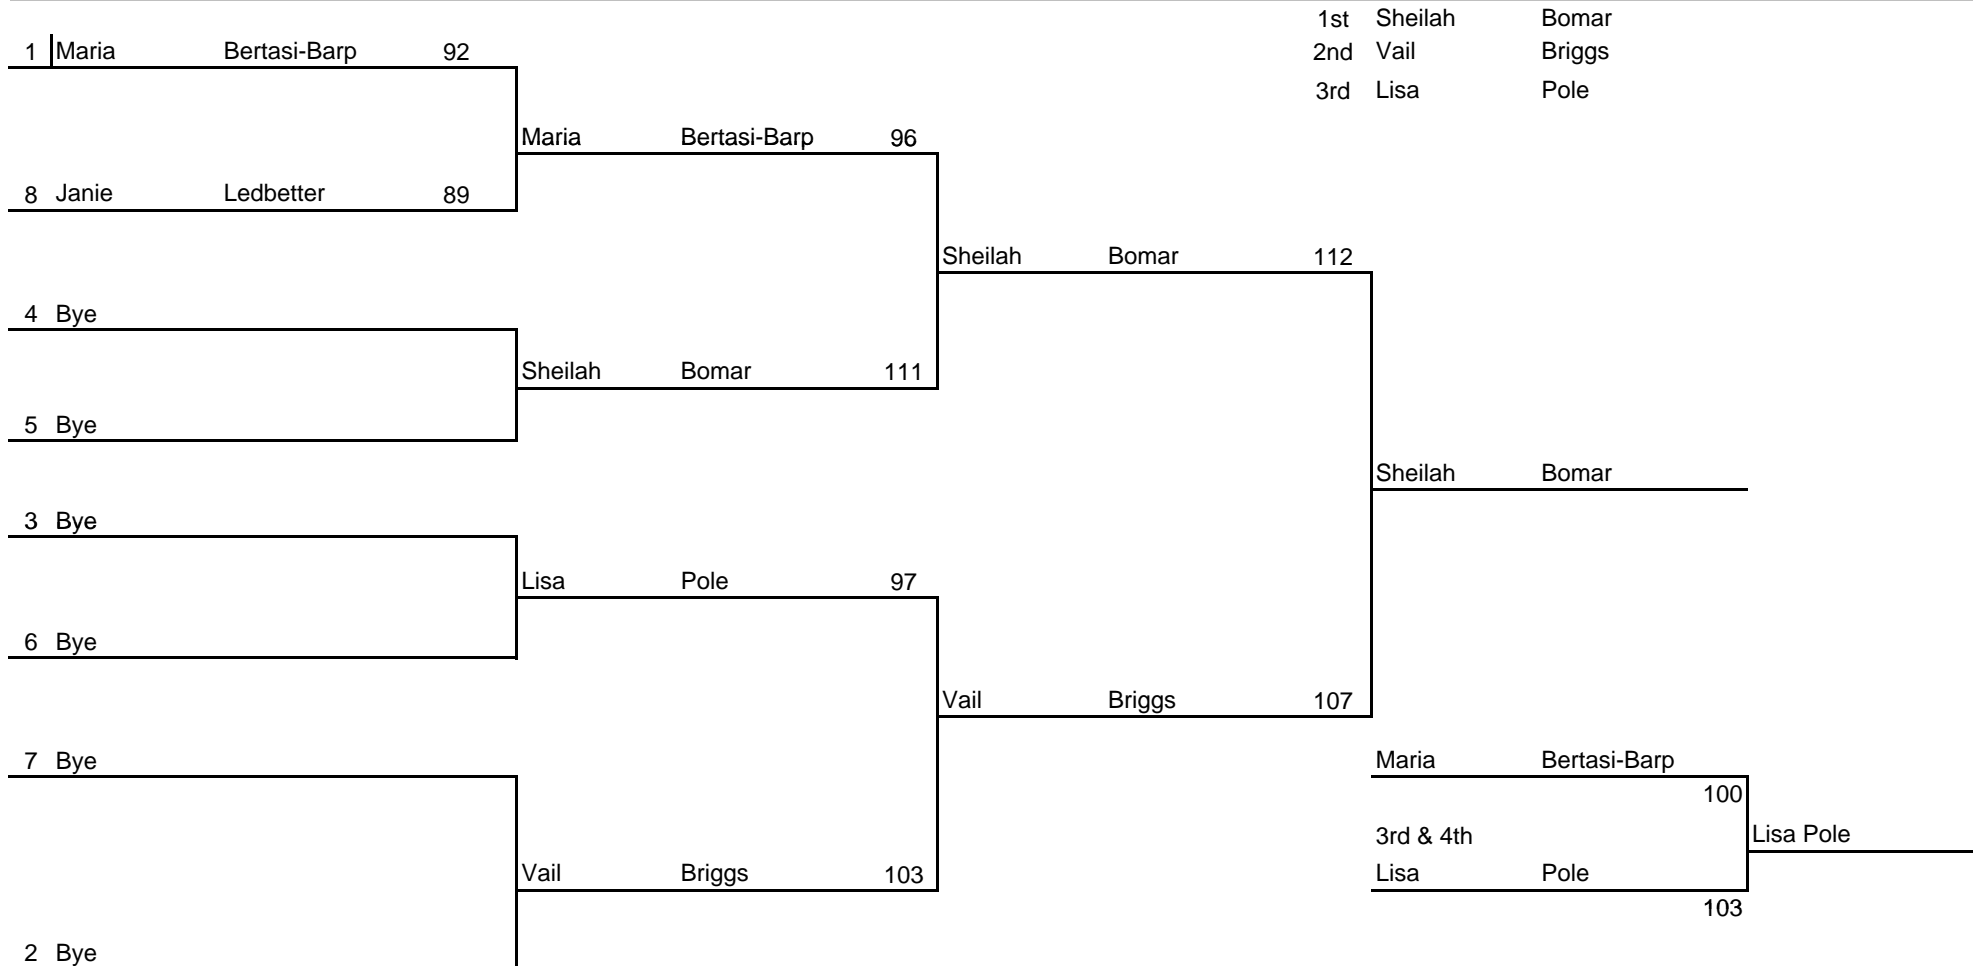 1st Sheilah Bomar
1 Maria Bertasi-Barp 92
2nd Vail Briggs
3rd Lisa Pole
Maria Bertasi-Barp 96
8 Janie Ledbetter 89
Sheilah Bomar 112
4 Bye
Sheilah Bomar 111
5 Bye
Sheilah Bomar
3 Bye
Lisa Pole 97
6 Bye
Vail Briggs 107
7 Bye
Maria Bertasi-Barp
100
3rd & 4th
Lisa Pole
Vail Briggs 103
Lisa Pole
103
2 Bye